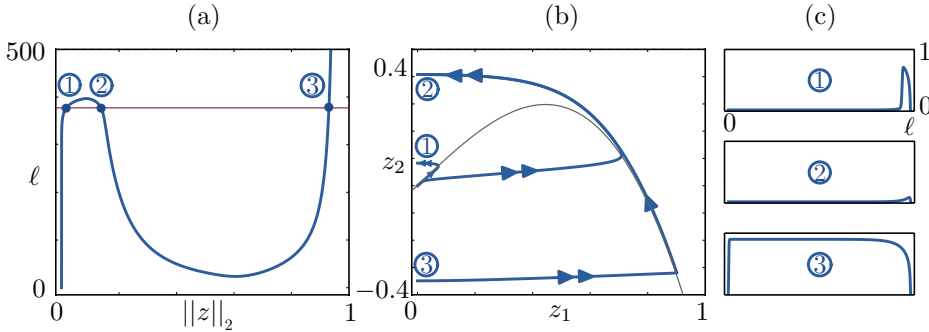 (a) (b) (c)
500 ① ② ③
ℓ
0
0 ||z||₂ 1
0.4
②
①
z₂
③
−0.4
0 z₁ 1
① 1
0
0 ℓ
②
③